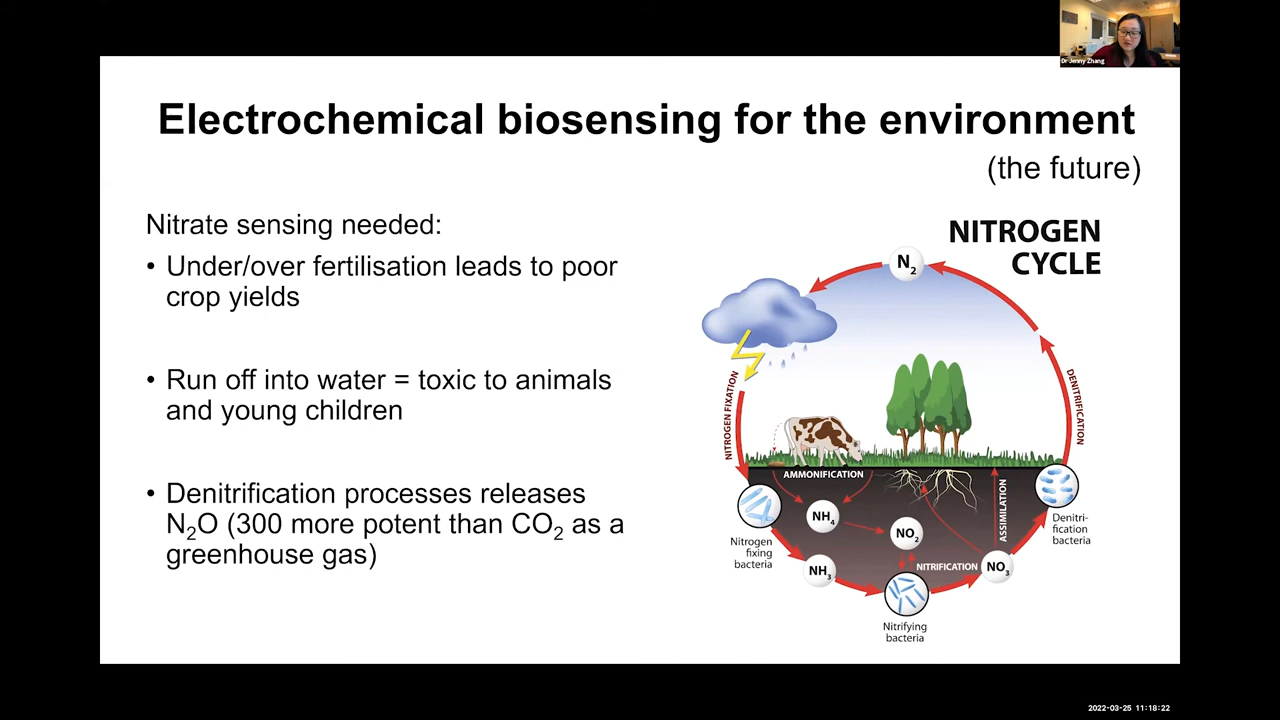 Dr Jenny Zhang
Electrochemical biosensing for the environment
(the future)
Nitrate sensing needed:
• Under/over fertilisation leads to poor
crop yields
• Run off into water = toxic to animals
and young children
• Denitrification processes releases
N₂O (300 more potent than CO₂ as a
greenhouse gas)
NITROGEN
CYCLE
N₂
NITROGEN FIXATION
DENITRIFICATION
AMMONIFICATION
NH₄
NO₂
ASSIMILATION
Nitrogen
fixing
bacteria
NH₃
NITRIFICATION
NO₃
Denitri-
fication
bacteria
Nitrifying
bacteria
2022-03-25 11:18:22